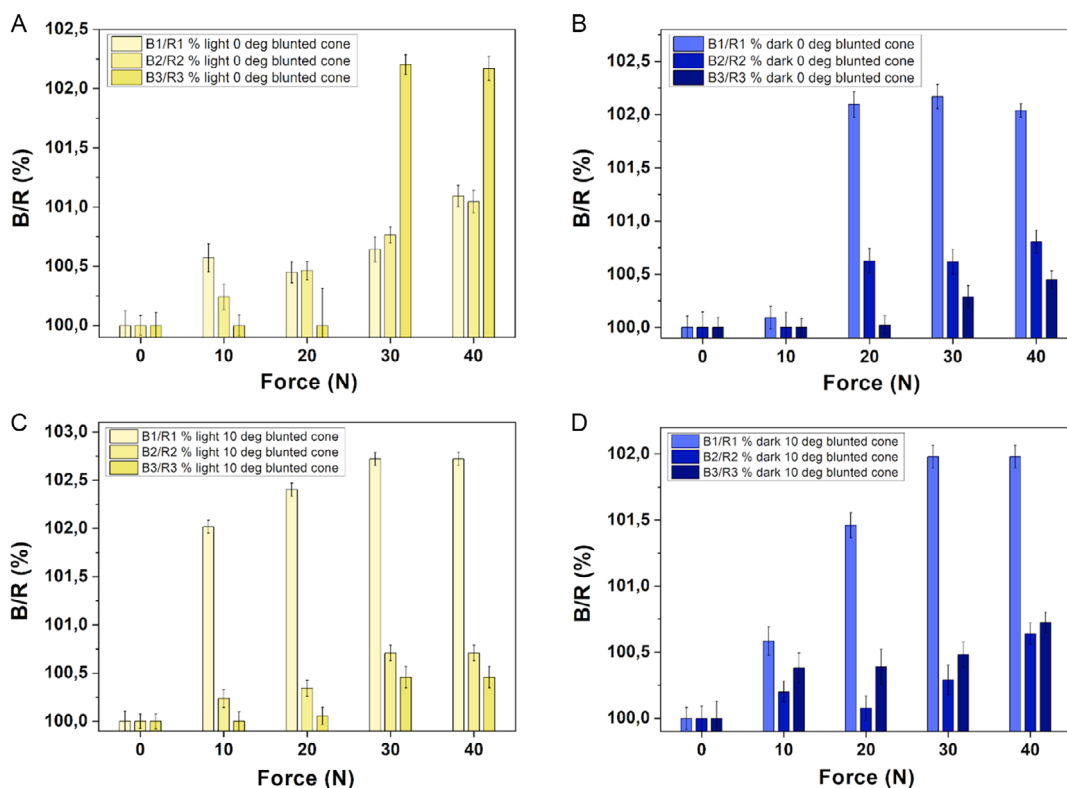 A
B1/R1 % light 0 deg blunted cone
B2/R2 % light 0 deg blunted cone
B3/R3 % light 0 deg blunted cone
102,5
102,0
101,5
101,0
100,5
100,0
B/R (%)
0 10 20 30 40
Force (N)
B
B1/R1 % dark 0 deg blunted cone
B2/R2 % dark 0 deg blunted cone
B3/R3 % dark 0 deg blunted cone
102,5
102,0
101,5
101,0
100,5
100,0
B/R (%)
0 10 20 30 40
Force (N)
C
B1/R1 % light 10 deg blunted cone
B2/R2 % light 10 deg blunted cone
B3/R3 % light 10 deg blunted cone
103,0
102,5
102,0
101,5
101,0
100,5
100,0
B/R (%)
0 10 20 30 40
Force (N)
D
B1/R1 % dark 10 deg blunted cone
B2/R2 % dark 10 deg blunted cone
B3/R3 % dark 10 deg blunted cone
102,0
101,5
101,0
100,5
100,0
B/R (%)
0 10 20 30 40
Force (N)